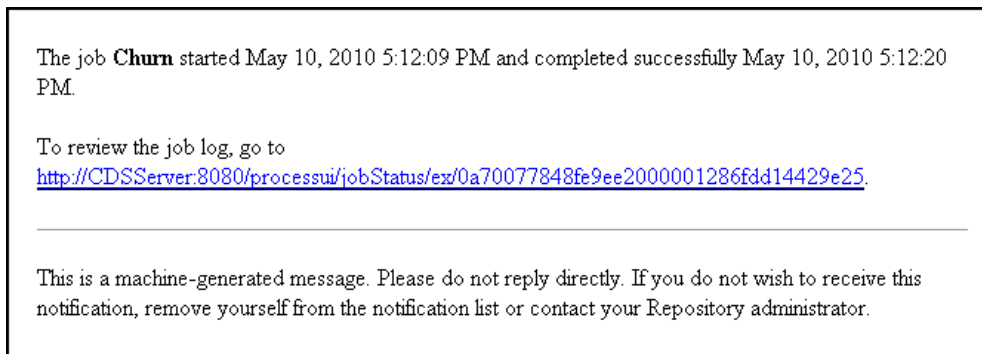 The job Churn started May 10, 2010 5:12:09 PM and completed successfully May 10, 2010 5:12:20
PM.
To review the job log, go to
http://CDSServer:8080/processui/jobStatus/ex/0a70077848fe9ee2000001286fdd14429e25.
This is a machine-generated message. Please do not reply directly. If you do not wish to receive this
notification, remove yourself from the notification list or contact your Repository administrator.